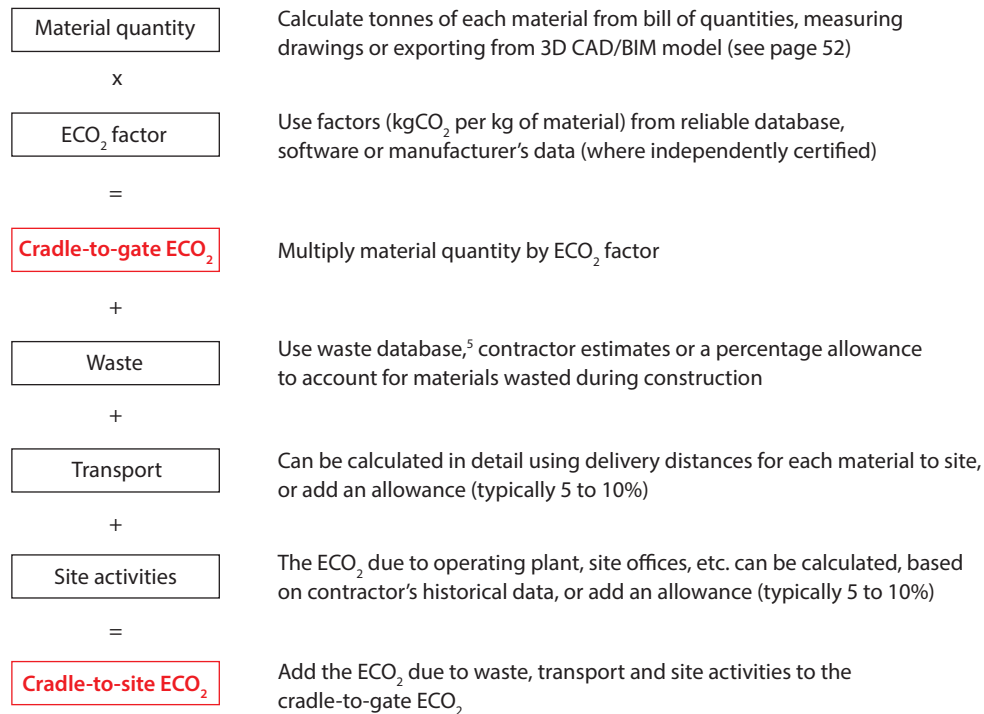 Material quantity
Calculate tonnes of each material from bill of quantities, measuring
drawings or exporting from 3D CAD/BIM model (see page 52)
x
ECO₂ factor
Use factors (kgCO₂ per kg of material) from reliable database,
software or manufacturer’s data (where independently certified)
=
Cradle-to-gate ECO₂
Multiply material quantity by ECO₂ factor
+
Waste
Use waste database,⁵ contractor estimates or a percentage allowance
to account for materials wasted during construction
+
Transport
Can be calculated in detail using delivery distances for each material to site,
or add an allowance (typically 5 to 10%)
+
Site activities
The ECO₂ due to operating plant, site offices, etc. can be calculated, based
on contractor’s historical data, or add an allowance (typically 5 to 10%)
=
Cradle-to-site ECO₂
Add the ECO₂ due to waste, transport and site activities to the
cradle-to-gate ECO₂